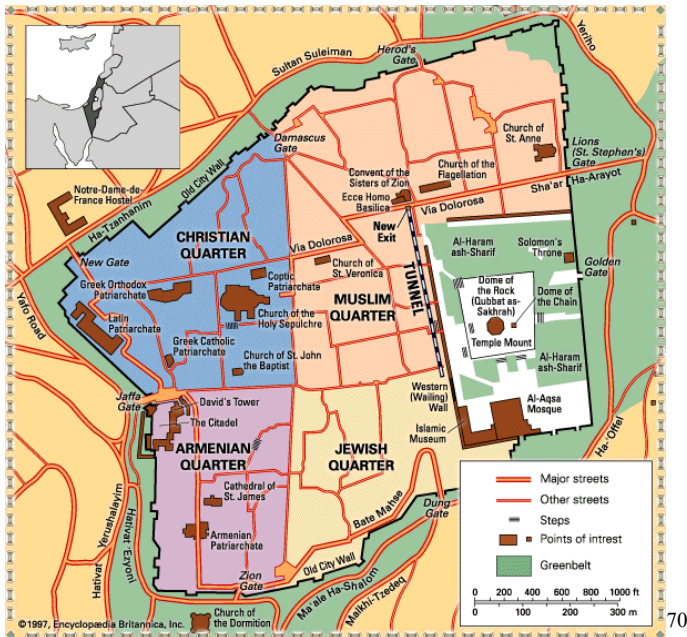 Sultan Suleiman
Herod's
Gate
Yeriho
Damascus
Gate
Church of
St. Anne
Lions
(St. Stephen's)
Gate
Old City Wall
Notre-Dame-de-
France Hostel
Ha-Tzanhanim
Convent of the
Sisters of Zion
Church of the
Flagellation
Ecce Homo
Basilica
Via Dolorosa
Sha'ar Ha-Arayot
New
Exit
CHRISTIAN
QUARTER
Via Dolorosa
New Gate
Al-Haram
ash-Sharif
Solomon's
Throne
Golden
Gate
Coptic
Patriarchate
Church of
St. Veronica
TUNNEL
Greek Orthodox
Patriarchate
Dome of
the Rock
(Qubbat as-
Sakhrah)
Dome of
the Chain
MUSLIM
QUARTER
Latin
Patriarchate
Church of the
Holy Sepulchre
Yafo Road
Temple Mount
Greek Catholic
Patriarchate
Church of St. John
the Baptist
Al-Haram
ash-Sharif
Jaffa
Gate
Western
(Wailing)
Wall
David's Tower
The Citadel
Al-Aqsa
Mosque
Islamic
Museum
ARMENIAN
QUARTER
JEWISH
QUARTER
Ha-'Offel
Cathedral of
St. James
Bate Mahse
Dung
Gate
Armenian
Patriarchate
Hativat Yerushalayim
Hativat 'Ezyoni
Old City Wall
Zion
Gate
Ma'ale Ha-Shalom
Maikhi-Tzedeq
Church of
the Dormition
Major streets
Other streets
Steps
Points of intrest
Greenbelt
0 200 400 600 800 1000 ft
0 100 200 300 m
©1997, Encyclopaedia Britannica, Inc.
70